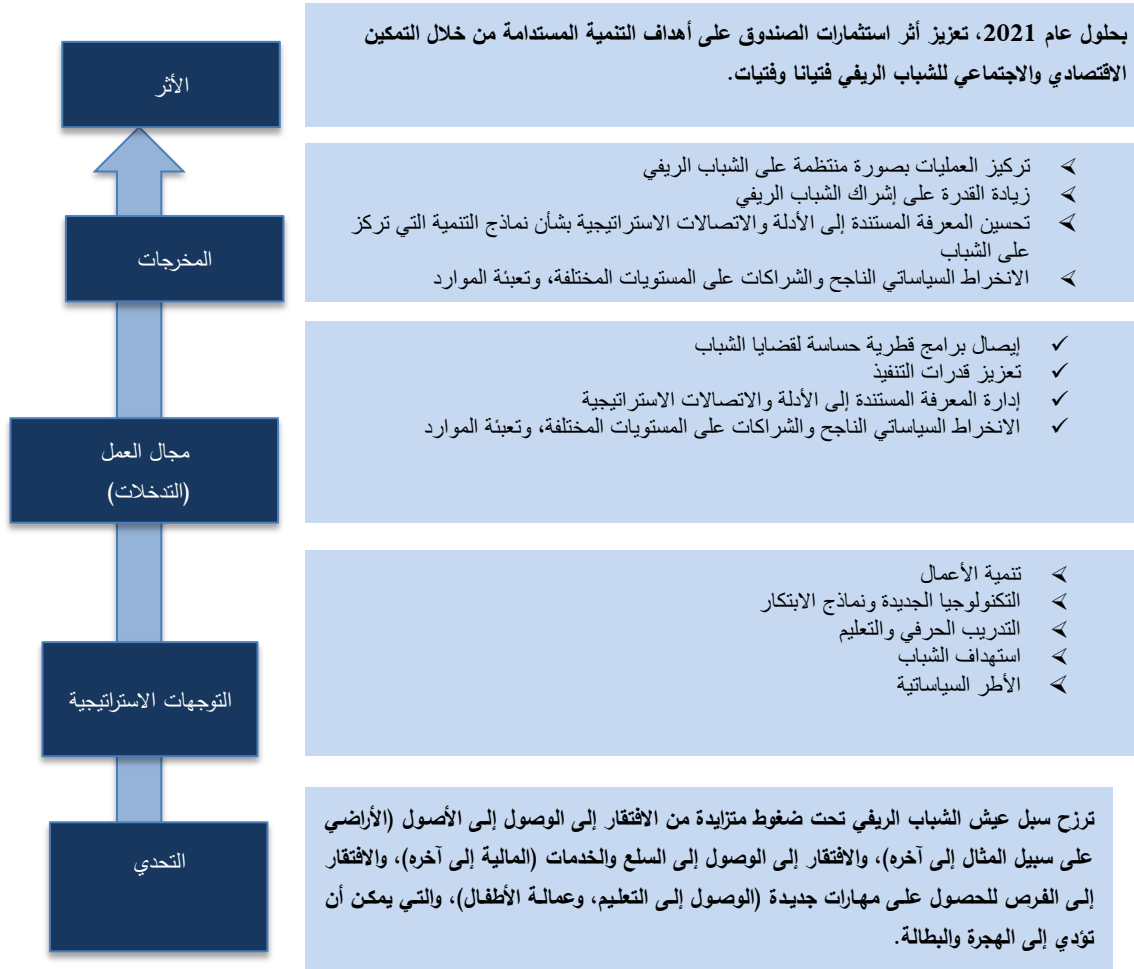 الأثر
بحلول عام 2021، تعزيز أثر استثمارات الصندوق على أهداف التنمية المستدامة من خلال التمكين
الاقتصادي والاجتماعي للشباب الريفي فتيانا وفتيات.
المخرجات
➢ تركيز العمليات بصورة منتظمة على الشباب الريفي
➢ زيادة القدرة على إشراك الشباب الريفي
➢ تحسين المعرفة المستندة إلى الأدلة والاتصالات الاستراتيجية بشأن نماذج التنمية التي تركز
على الشباب
➢ الانخراط السياساتي الناجح والشراكات على المستويات المختلفة، وتعبئة الموارد
مجال العمل
(التدخلات)
✓ إيصال برامج قطرية حساسة لقضايا الشباب
✓ تعزيز قدرات التنفيذ
✓ إدارة المعرفة المستندة إلى الأدلة والاتصالات الاستراتيجية
✓ الانخراط السياساتي الناجح والشراكات على المستويات المختلفة، وتعبئة الموارد
التوجهات الاستراتيجية
➢ تنمية الأعمال
➢ التكنولوجيا الجديدة ونماذج الابتكار
➢ التدريب الحرفي والتعليم
➢ استهداف الشباب
➢ الأطر السياساتية
التحدي
ترزح سبل عيش الشباب الريفي تحت ضغوط متزايدة من الافتقار إلى الوصول إلى الأصول (الأراضي
على سبيل المثال إلى آخره)، والافتقار إلى الوصول إلى السلع والخدمات (المالية إلى آخره)، والافتقار
إلى الفرص للحصول على مهارات جديدة (الوصول إلى التعليم، وعمالة الأطفال)، والتي يمكن أن
تؤدي إلى الهجرة والبطالة.